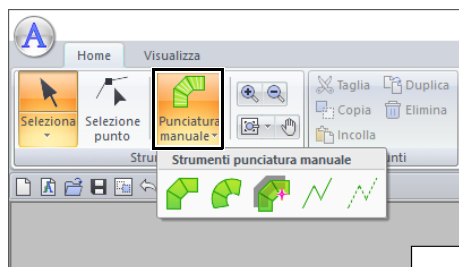 A
Home Visualizza
Seleziona
Selezione punto
Punciatura manuale
Taglia
Duplica
Copia
Elimina
Incolla
Stru
nti
Strumenti punciatura manuale